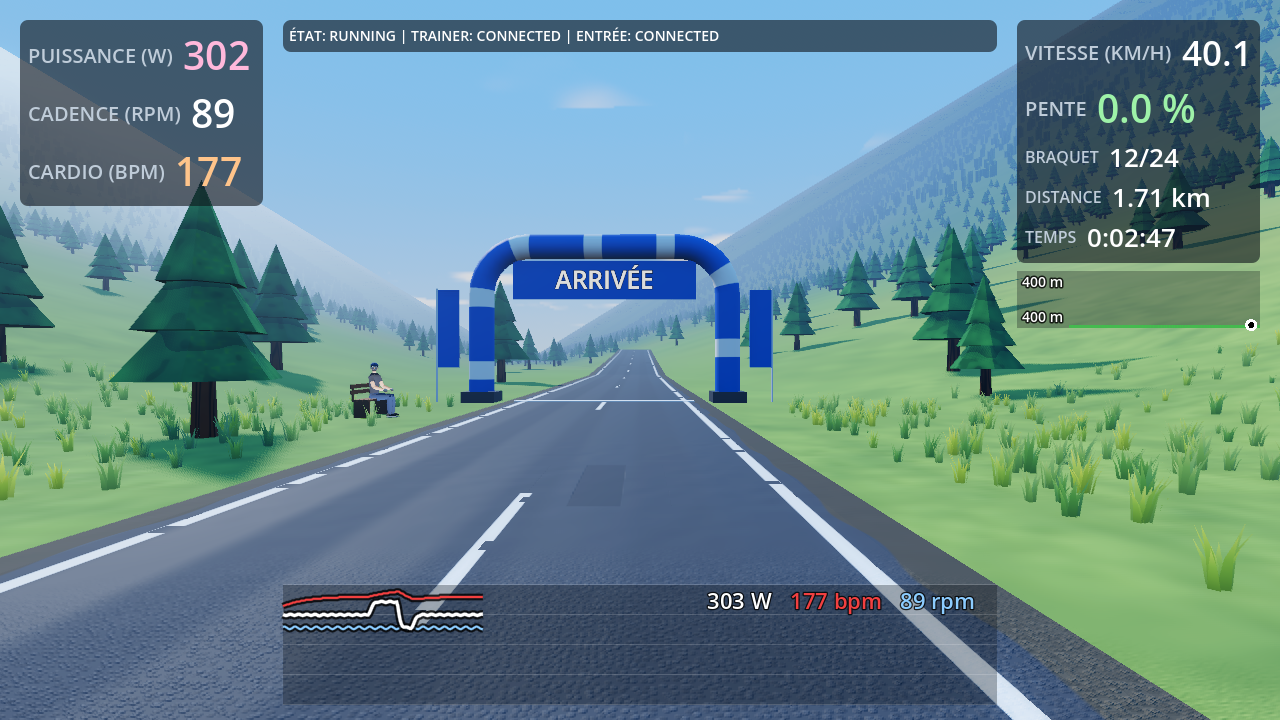 PUISSANCE (W) 302
CADENCE (RPM) 89
CARDIO (BPM) 177
ÉTAT: RUNNING | TRAINER: CONNECTED | ENTRÉE: CONNECTED
VITESSE (KM/H) 40.1
PENTE 0.0 %
BRAQUET 12/24
DISTANCE 1.71 km
TEMPS 0:02:47
400 m
400 m
ARRIVÉE
303 W 177 bpm 89 rpm